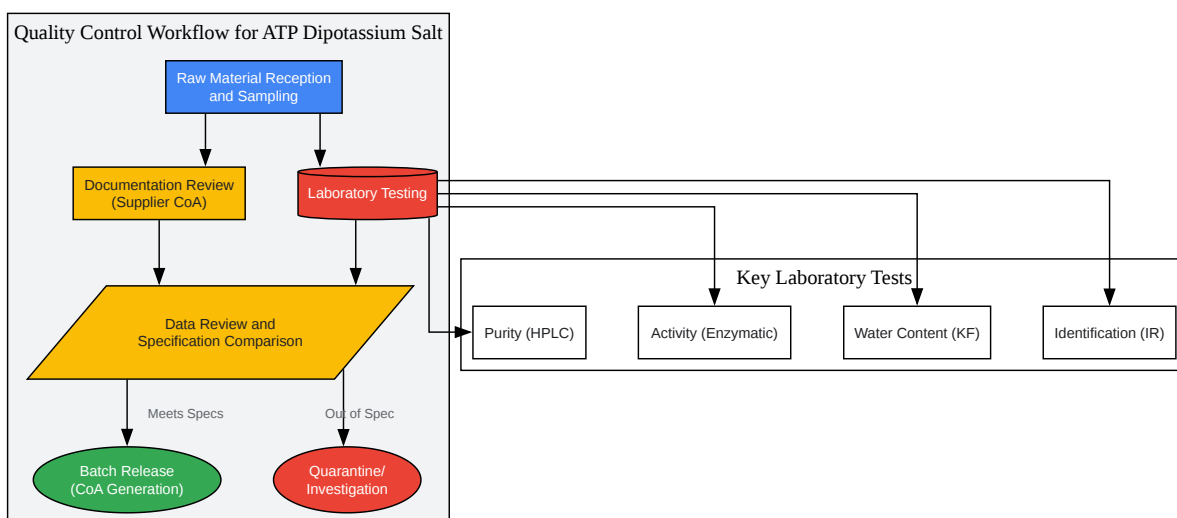 Quality Control Workflow for ATP Dipotassium Salt
Raw Material Reception
and Sampling
Documentation Review
(Supplier CoA)
Laboratory Testing
Key Laboratory Tests
Purity (HPLC)
Activity (Enzymatic)
Water Content (KF)
Identification (IR)
Data Review and
Specification Comparison
Meets Specs
Out of Spec
Batch Release
(CoA Generation)
Quarantine/
Investigation